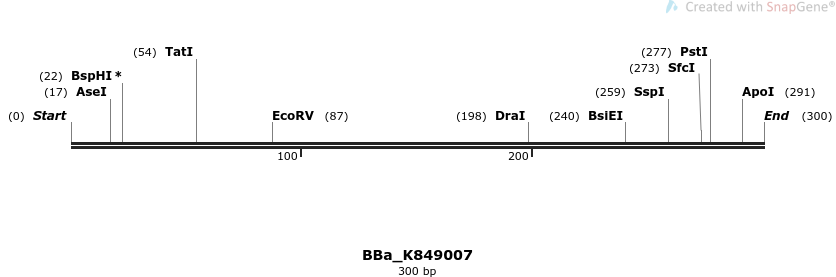 Created with SnapGene®
(54) TatI
(277) PstI
(22) BspHI *
(273) SfcI
(17) AseI
(259) SspI
ApoI (291)
(0) Start
EcoRV (87)
(198) DraI
(240) BsiEI
End (300)
100
200
BBa_K849007
300 bp